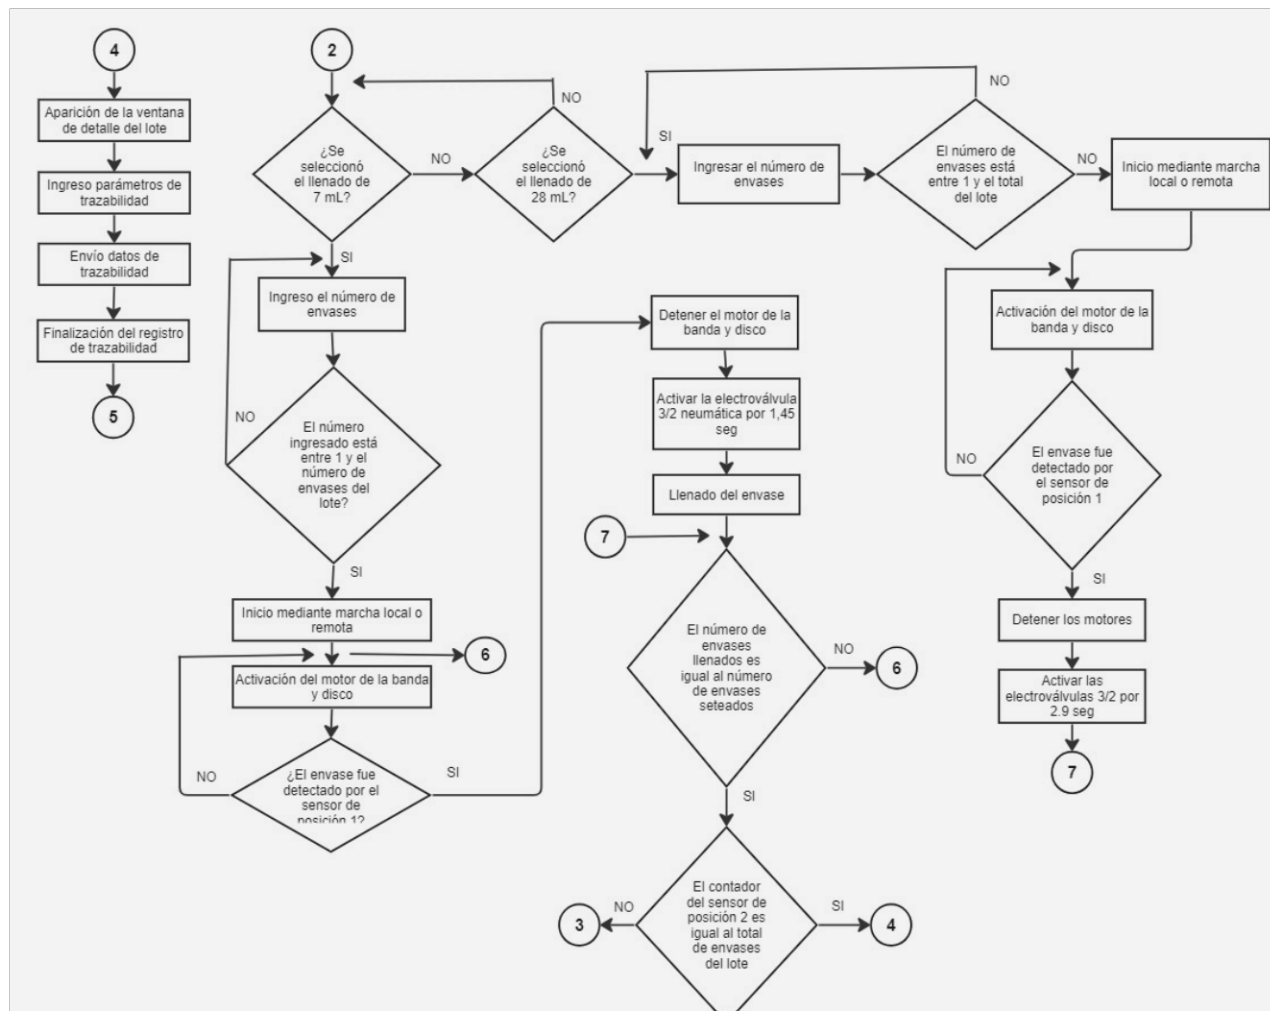 4
Aparición de la ventana
de detalle del lote
Ingreso parámetros de
trazabilidad
Envío datos de
trazabilidad
Finalización del registro
de trazabilidad
5
2
¿Se
seleccionó
el llenado de
7 mL?
NO
¿Se
seleccionó
el llenado de
28 mL?
NO
SI
Ingresar el número de
envases
El número de
envases está
entre 1 y el total
del lote
NO
NO
Inicio mediante marcha
local o remota
SI
Ingreso el número de
envases
El número
ingresado está
entre 1 y el
número de
envases del
lote?
NO
SI
Inicio mediante marcha local o
remota
6
Activación del motor de la banda
y disco
¿El envase fue
detectado por el
sensor de
posición 1?
NO
SI
Detener el motor de la
banda y disco
Activar la electroválvula
3/2 neumática por 1,45
seg
Llenado del envase
7
El número de
envases
llenados es
igual al número
de envases
seteados
NO
6
SI
El contador
del sensor de
posición 2 es
igual al total
de envases
del lote
NO
3
SI
4
Activación del motor de la
banda y disco
El envase fue
detectado por
el sensor de
posición 1
NO
SI
Detener los motores
Activar las
electroválvulas 3/2 por
2.9 seg
7